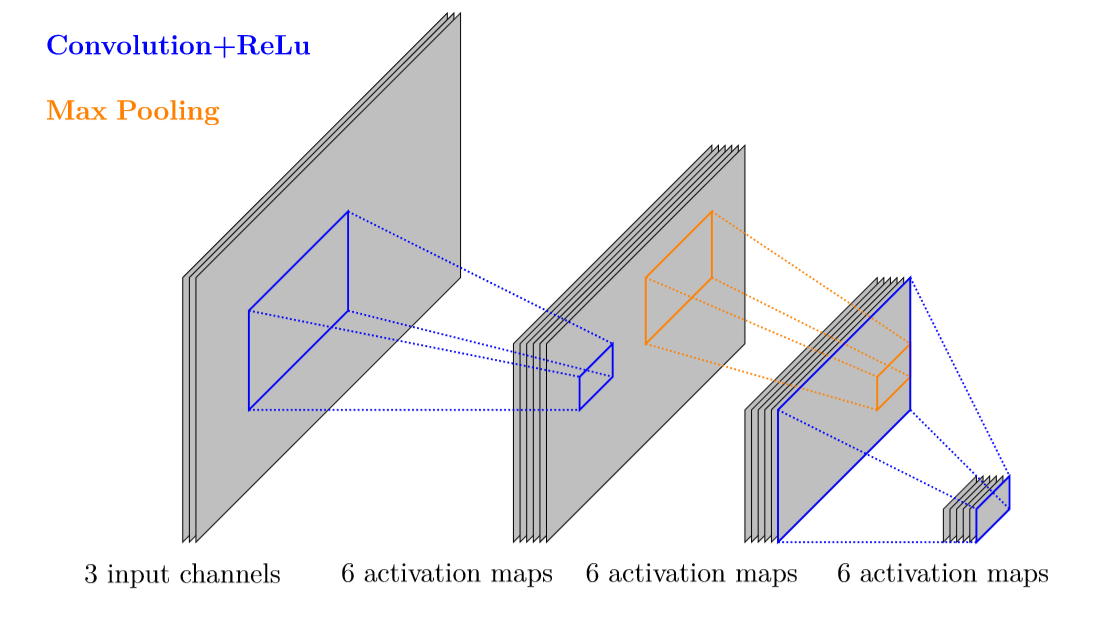 Convolution+ReLu
Max Pooling
3 input channels
6 activation maps
6 activation maps
6 activation maps